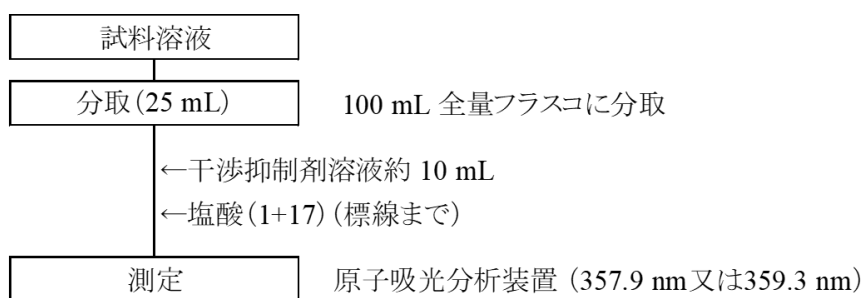 試料溶液
分取(25 mL) 100 mL 全量フラスコに分取
←干渉抑制剤溶液約 10 mL
←塩酸(1+17)(標線まで)
測定 原子吸光分析装置 (357.9 nm又は359.3 nm)